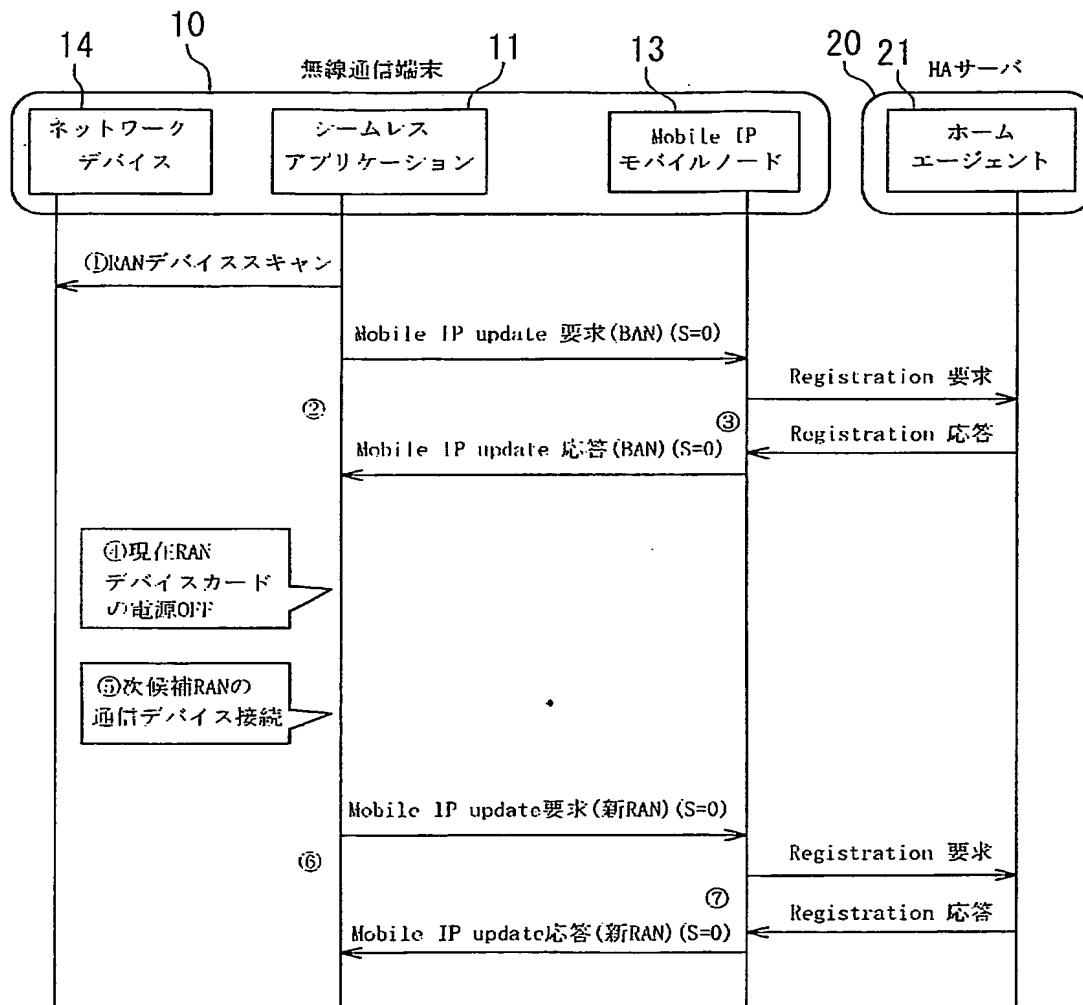 10
14
11
13
20
21
無線通信端末
HAサーバ
ネットワーク
デバイス
シームレス
アプリケーション
Mobile IP
モバイルノード
ホーム
エージェント
①RANデバイススキャン
Mobile IP update 要求(BAN)(S=0)
Registration 要求
②
③
Registration 応答
Mobile IP update 応答(BAN)(S=0)
④現在RAN
デバイスカード
の電源OFF
⑤次候補RANの
通信デバイス接続
Mobile IP update要求(新RAN)(S=0)
⑥
Registration 要求
⑦
Registration 応答
Mobile IP update応答(新RAN)(S=0)